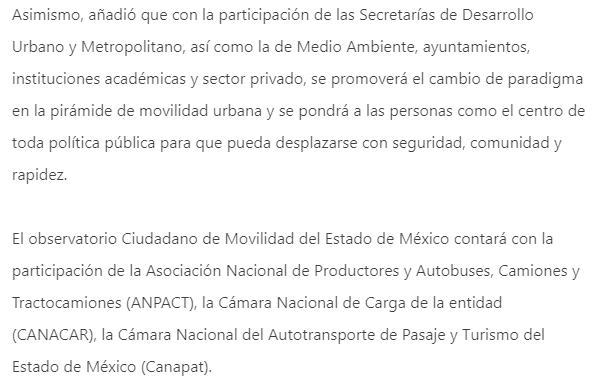 Asimismo, añadió que con la participación de las Secretarías de Desarrollo
Urbano y Metropolitano, así como la de Medio Ambiente, ayuntamientos,
instituciones académicas y sector privado, se promoverá el cambio de paradigma
en la pirámide de movilidad urbana y se pondrá a las personas como el centro de
toda política pública para que pueda desplazarse con seguridad, comunidad y
rapidez.
El observatorio Ciudadano de Movilidad del Estado de México contará con la
participación de la Asociación Nacional de Productores y Autobuses, Camiones y
Tractocamiones (ANPACT), la Cámara Nacional de Carga de la entidad
(CANACAR), la Cámara Nacional del Autotransporte de Pasaje y Turismo del
Estado de México (Canapat).